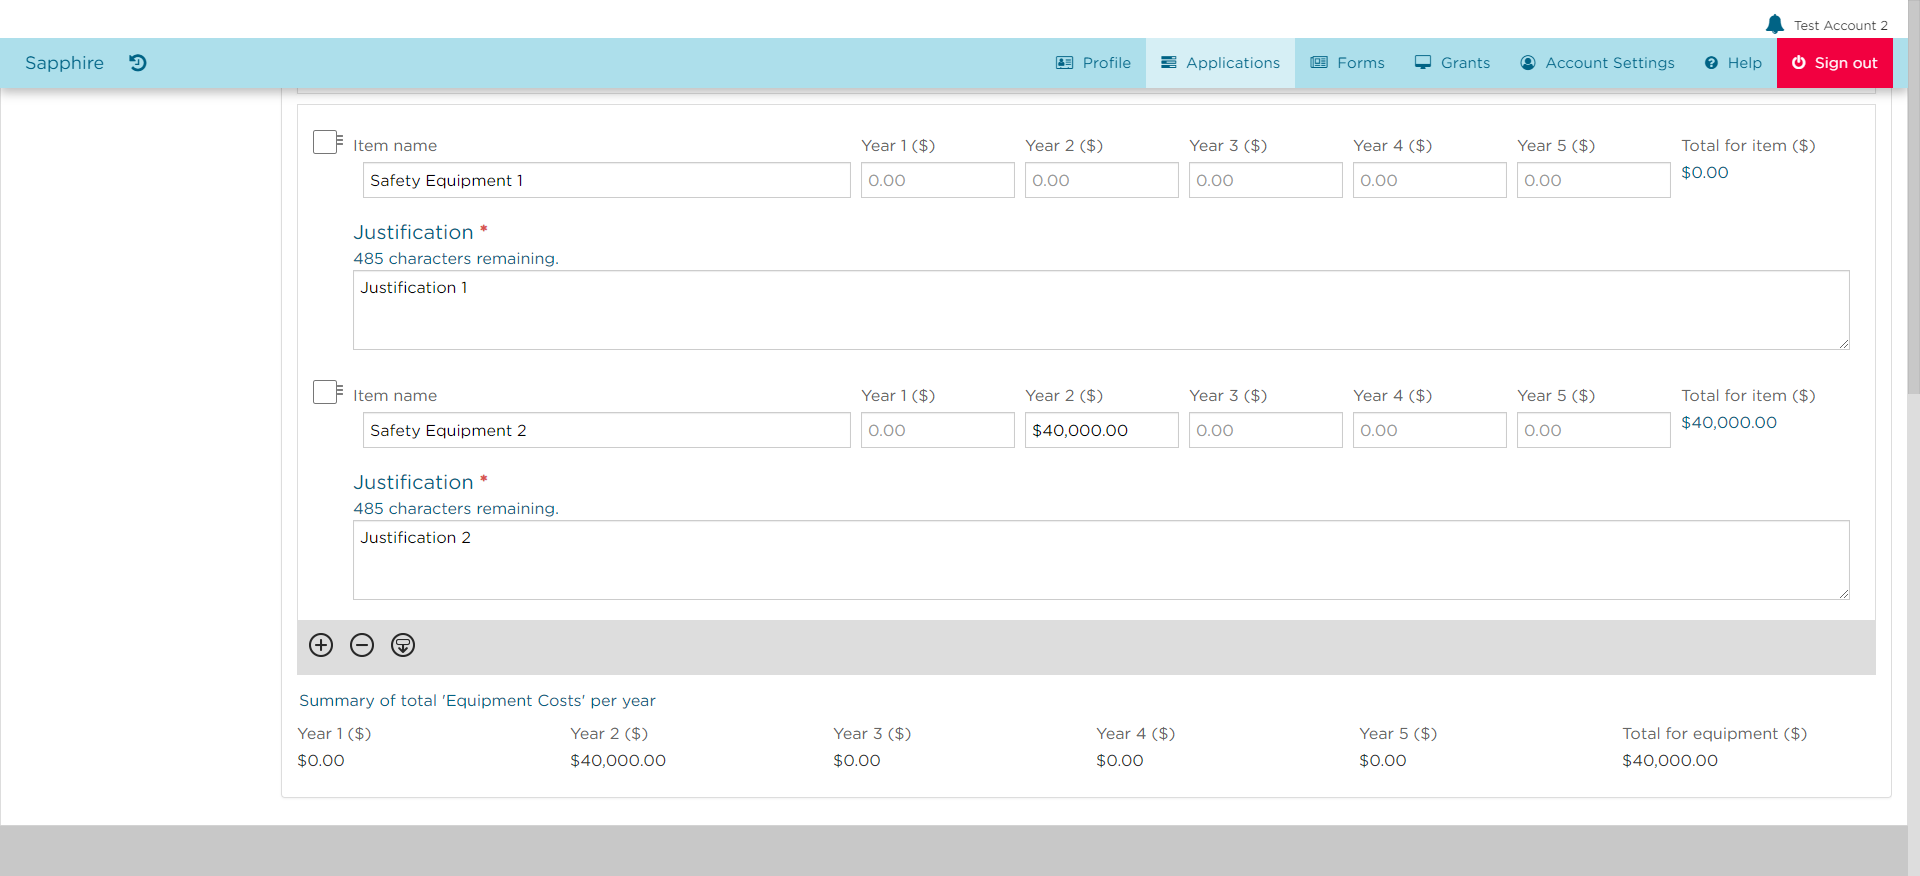 Test Account 2
Sapphire Profile Applications Forms Grants Account Settings Help Sign out
Item name Year 1 ($) Year 2 ($) Year 3 ($) Year 4 ($) Year 5 ($) Total for item ($)
Safety Equipment 1 0.00 0.00 0.00 0.00 0.00 $0.00
Justification *
485 characters remaining.
Justification 1
Item name Year 1 ($) Year 2 ($) Year 3 ($) Year 4 ($) Year 5 ($) Total for item ($)
Safety Equipment 2 0.00 $40,000.00 0.00 0.00 0.00 $40,000.00
Justification *
485 characters remaining.
Justification 2
Summary of total 'Equipment Costs' per year
Year 1 ($) Year 2 ($) Year 3 ($) Year 4 ($) Year 5 ($) Total for equipment ($)
$0.00 $40,000.00 $0.00 $0.00 $0.00 $40,000.00